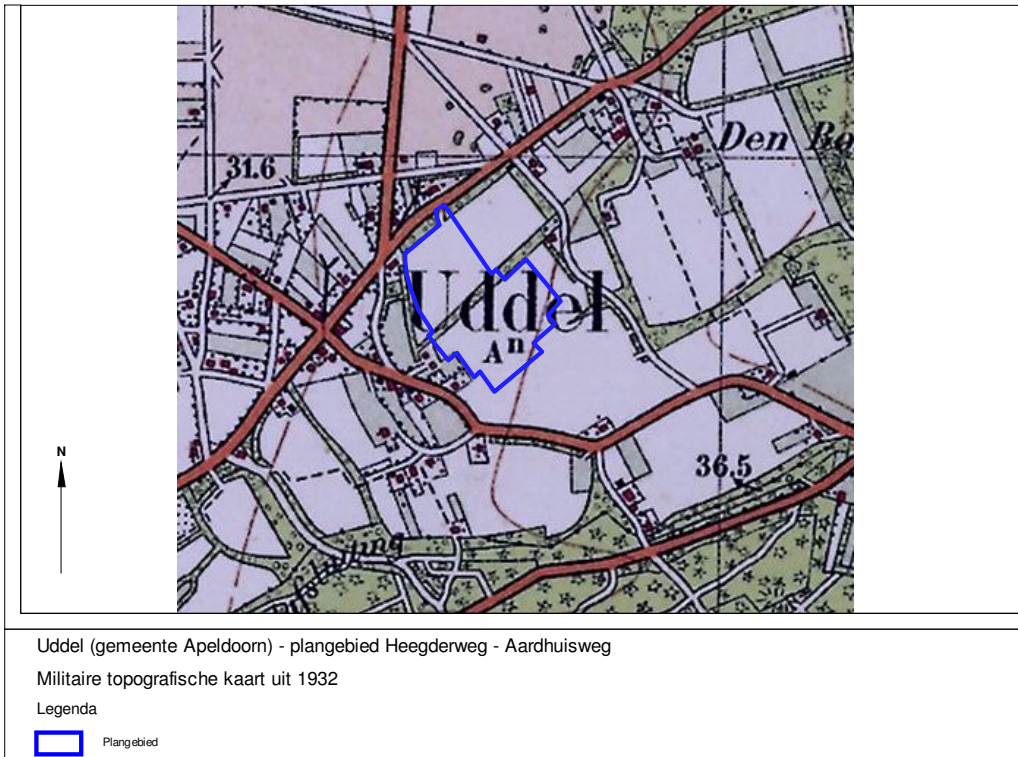 Den Bo
31.6
Uddel
Aⁿ
36.5
N
Uddel (gemeente Apeldoorn) - plangebied Heegderweg - Aardhuisweg
Militaire topografische kaart uit 1932
Legenda
Plangebied